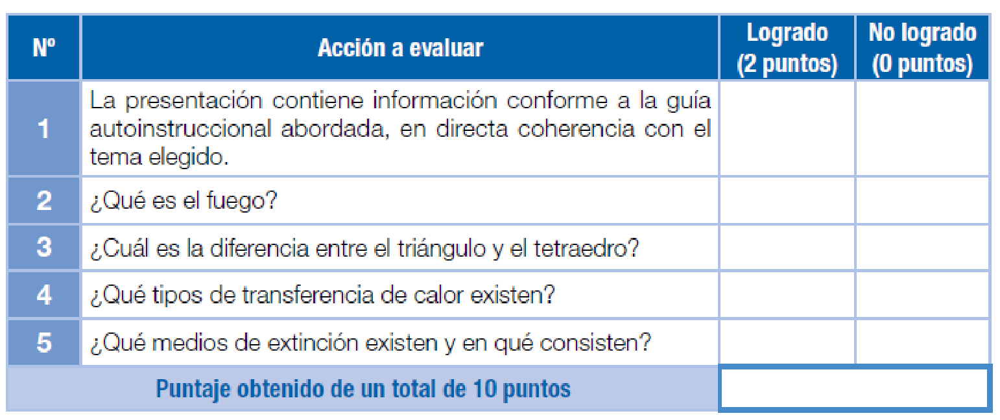 Nº Acción a evaluar Logrado (2 puntos) No logrado (0 puntos)
1 La presentación contiene información conforme a la guía
autoinstruccional abordada, en directa coherencia con el
tema elegido.
2 ¿Qué es el fuego?
3 ¿Cuál es la diferencia entre el triángulo y el tetraedro?
4 ¿Qué tipos de transferencia de calor existen?
5 ¿Qué medios de extinción existen y en qué consisten?
Puntaje obtenido de un total de 10 puntos